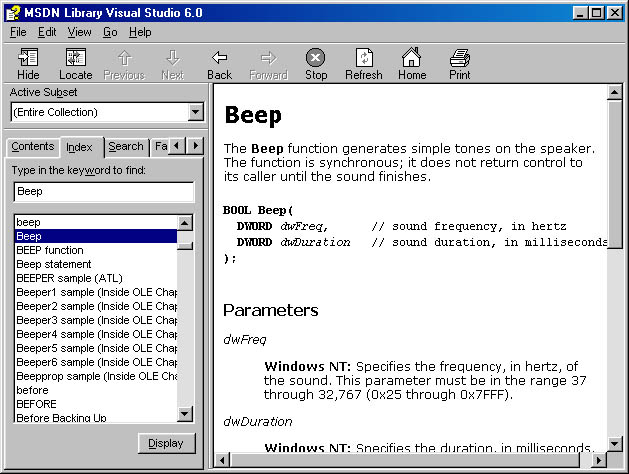 MSDN Library Visual Studio 6.0
File Edit View Go Help
Hide Locate Previous Next Back Forward Stop Refresh Home Print
Active Subset
(Entire Collection)
Contents Index Search Fa
Type in the keyword to find:
Beep
beep
Beep
BEEP function
Beep statement
BEEPER sample (ATL)
Beeper1 sample (Inside OLE Chap
Beeper2 sample (Inside OLE Chap
Beeper3 sample (Inside OLE Chap
Beeper4 sample (Inside OLE Chap
Beeper5 sample (Inside OLE Chap
Beeper6 sample (Inside OLE Chap
Beepprop sample (Inside OLE Chap
before
BEFORE
Before Backing Up
Display
Beep
The Beep function generates simple tones on the speaker.
The function is synchronous; it does not return control to
its caller until the sound finishes.
BOOL Beep(
DWORD dwFreq, // sound frequency, in hertz
DWORD dwDuration // sound duration, in milliseconds
);
Parameters
dwFreq
Windows NT: Specifies the frequency, in hertz, of
the sound. This parameter must be in the range 37
through 32,767 (0x25 through 0x7FFF).
dwDuration
Windows NT: Specifies the duration, in milliseconds,